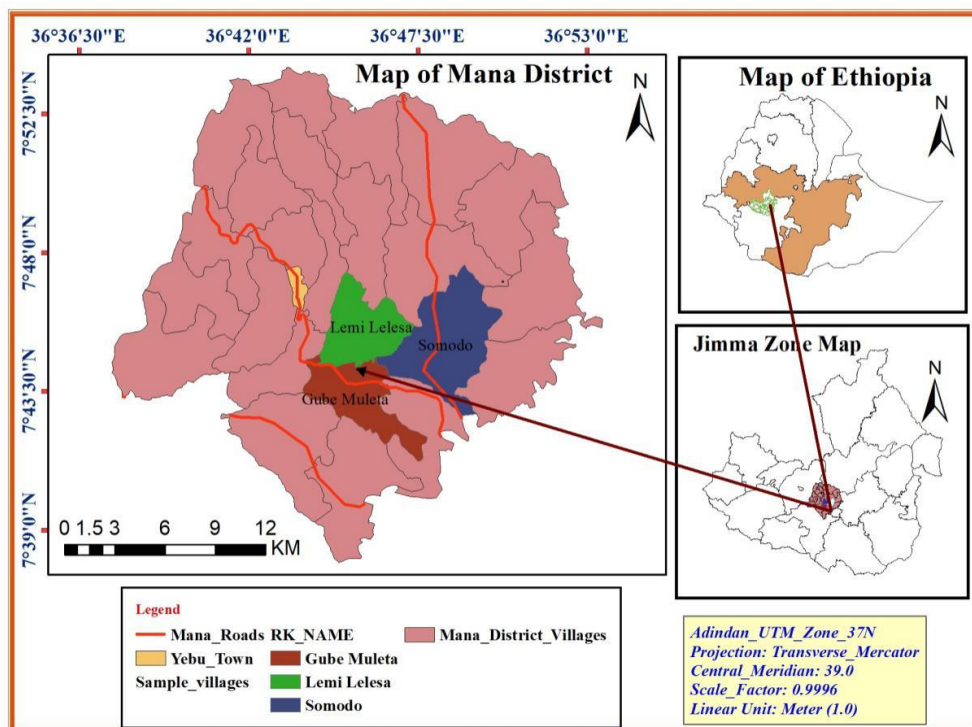 36°36'30"E 36°42'0"E 36°47'30"E 36°53'0"E
7°52'30"N
7°48'0"N
7°43'30"N
7°39'0"N
Map of Mana District
N
Lemi Lelesa
Somodo
Gube Muleta
0 1.5 3 6 9 12
KM
Map of Ethiopia
N
Jimma Zone Map
N
Legend
Mana_Roads RK_NAME Mana_District_Villages
Yebu_Town Gube Muleta
Sample_villages Lemi Lelesa
Somodo
Adindan_UTM_Zone_37N
Projection: Transverse_Mercator
Central_Meridian: 39.0
Scale_Factor: 0.9996
Linear Unit: Meter (1.0)